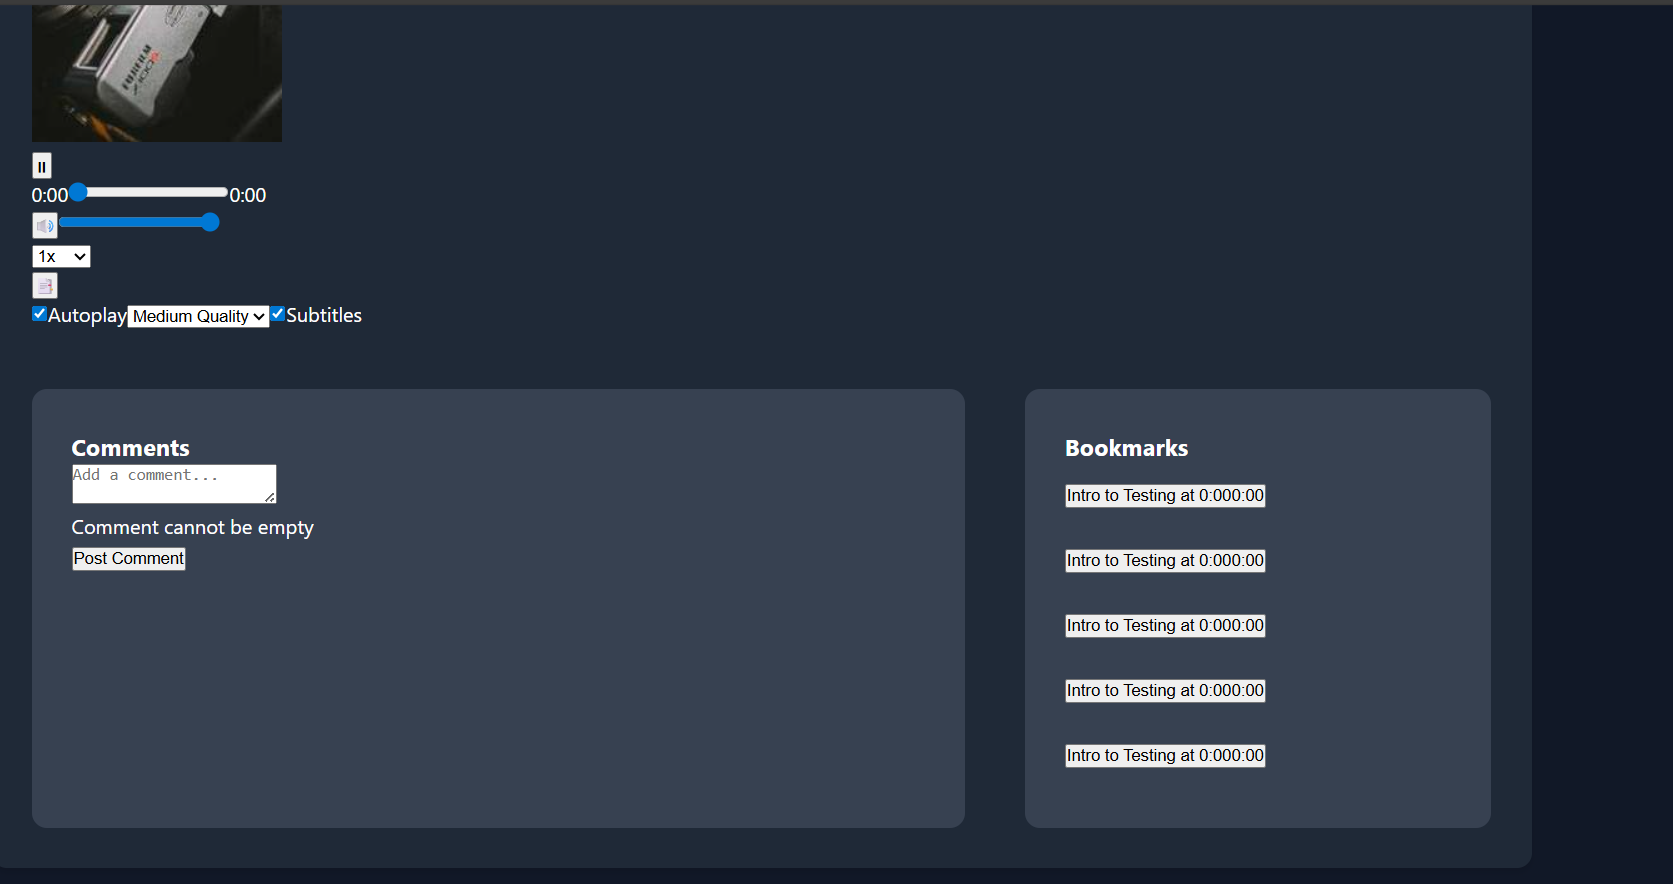 FUJIFILM
0:00 0:00
1x
Autoplay Medium Quality Subtitles
Comments
Add a comment...
Comment cannot be empty
Post Comment
Bookmarks
Intro to Testing at 0:000:00
Intro to Testing at 0:000:00
Intro to Testing at 0:000:00
Intro to Testing at 0:000:00
Intro to Testing at 0:000:00